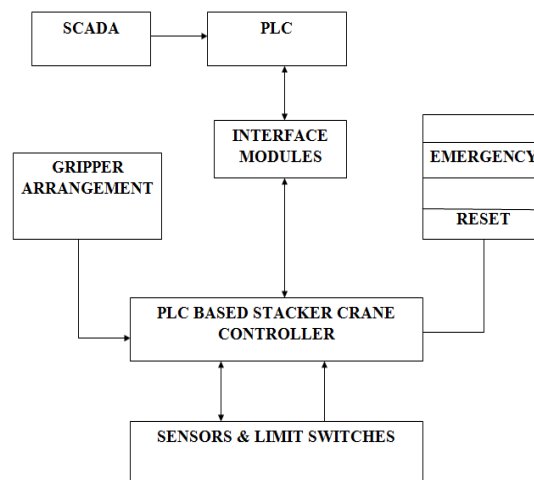 SCADA
PLC
INTERFACE
MODULES
GRIPPER
ARRANGEMENT
EMERGENCY
RESET
PLC BASED STACKER CRANE
CONTROLLER
SENSORS & LIMIT SWITCHES